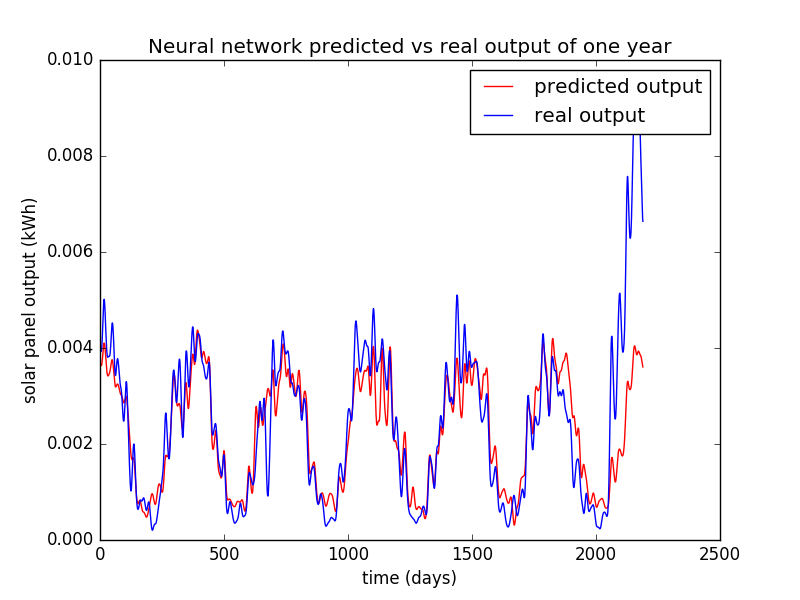 Neural network predicted vs real output of one year
predicted output
real output
solar panel output (kWh)
0.010
0.008
0.006
0.004
0.002
0.000
0
500
1000
1500
2000
2500
time (days)